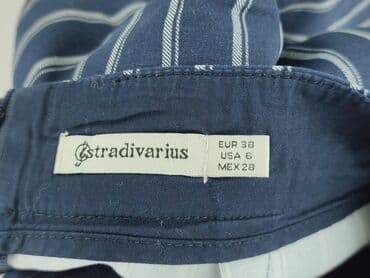 stradivarius
EUR 38
USA 6
MEX 28